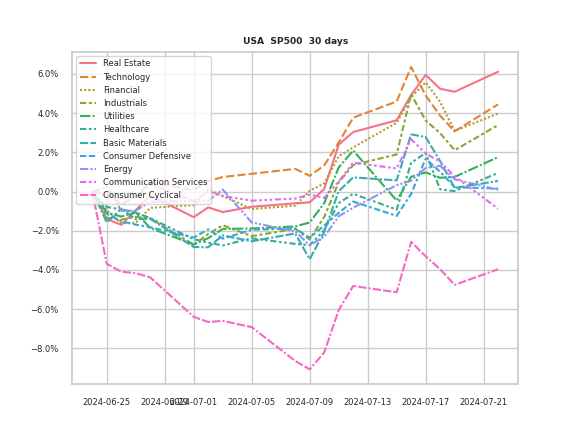 USA SP500 30 days
Real Estate
Technology
Financial
Industrials
Utilities
Healthcare
Basic Materials
Consumer Defensive
Energy
Communication Services
Consumer Cyclical
6.0%
4.0%
2.0%
0.0%
−2.0%
−4.0%
−6.0%
−8.0%
2024-06-25 2024-06-29 2024-07-01 2024-07-05 2024-07-09 2024-07-13 2024-07-17 2024-07-21